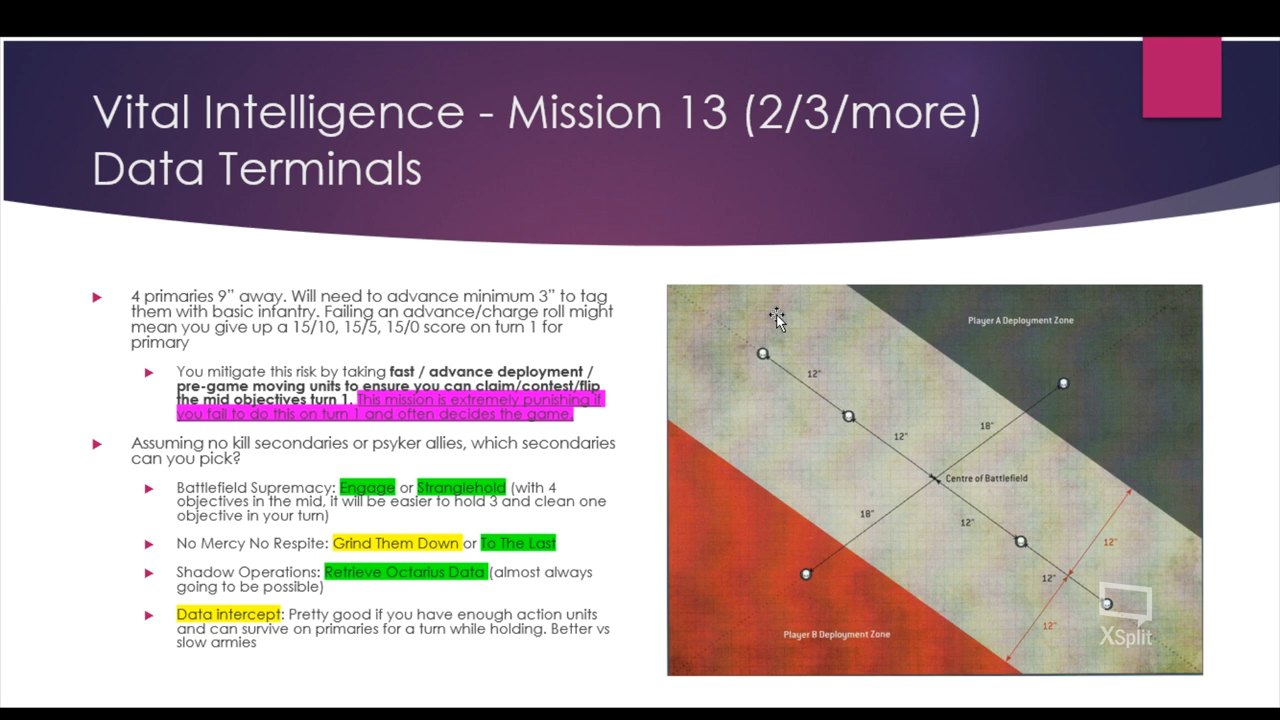 Vital Intelligence - Mission 13 (2/3/more)
Data Terminals
4 primaries 9" away. Will need to advance minimum 3" to tag
them with basic infantry. Failing an advance/charge roll might
mean you give up a 15/10, 15/5, 15/0 score on turn 1 for
primary
You mitigate this risk by taking fast / advance deployment /
pre-game moving units to ensure you can claim/contest/flip
the mid objectives turn 1. This mission is extremely punishing if
you fail to do this on turn 1 and often decides the game.
Assuming no kill secondaries or psyker allies, which secondaries
can you pick?
Battlefield Supremacy: Engage or Stranglehold (with 4
objectives in the mid, it will be easier to hold 3 and clean one
objective in your turn)
No Mercy No Respite: Grind Them Down or To The Last
Shadow Operations: Retrieve Octarius Data (almost always
going to be possible)
Data intercept: Pretty good if you have enough action units
and can survive on primaries for a turn while holding. Better vs
slow armies
Player A Deployment Zone
12"
18"
12"
Centre of Battlefield
18"
12"
12"
12"
12"
Player B Deployment Zone
XSplit